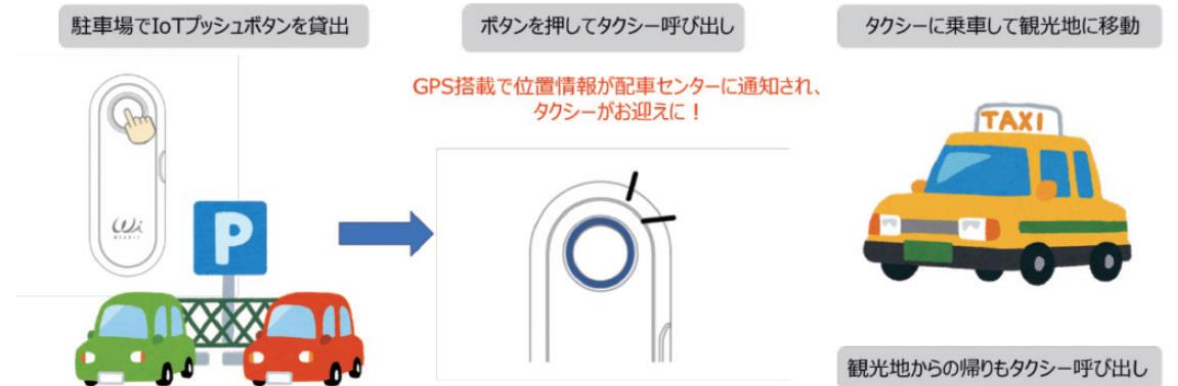 駐車場でIoTプッシュボタンを貸出
P
ボタンを押してタクシー呼び出し
GPS搭載で位置情報が配車センターに通知され、
タクシーがお迎えに！
タクシーに乗車して観光地に移動
TAXI
観光地からの帰りもタクシー呼び出し